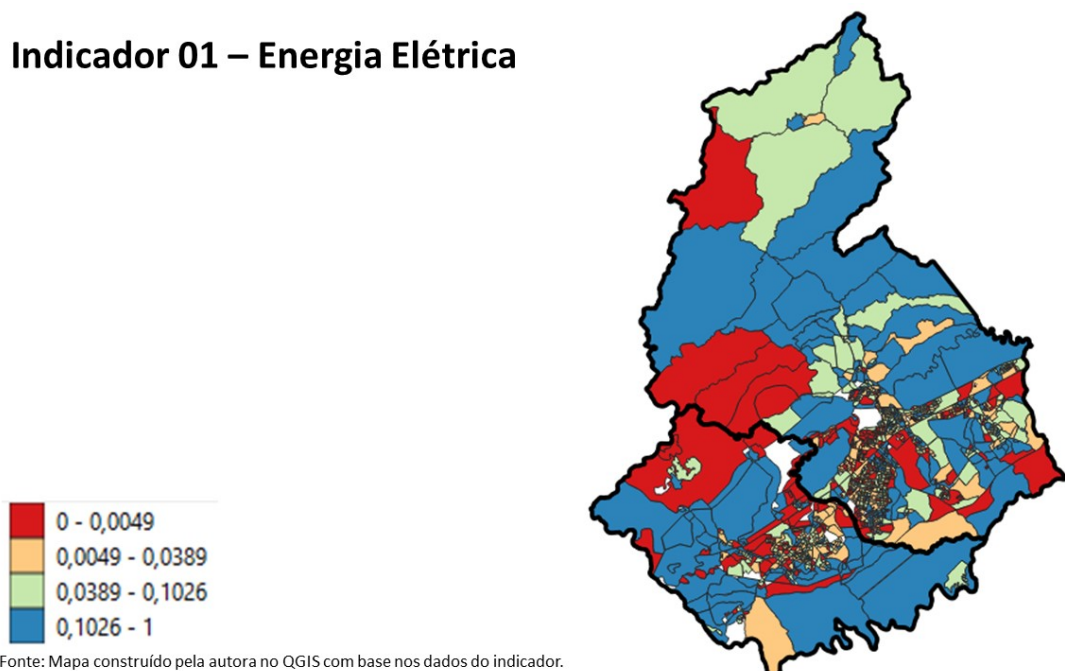 Indicador 01 – Energia Elétrica
0 - 0,0049
0,0049 - 0,0389
0,0389 - 0,1026
0,1026 - 1
Fonte: Mapa construído pela autora no QGIS com base nos dados do indicador.